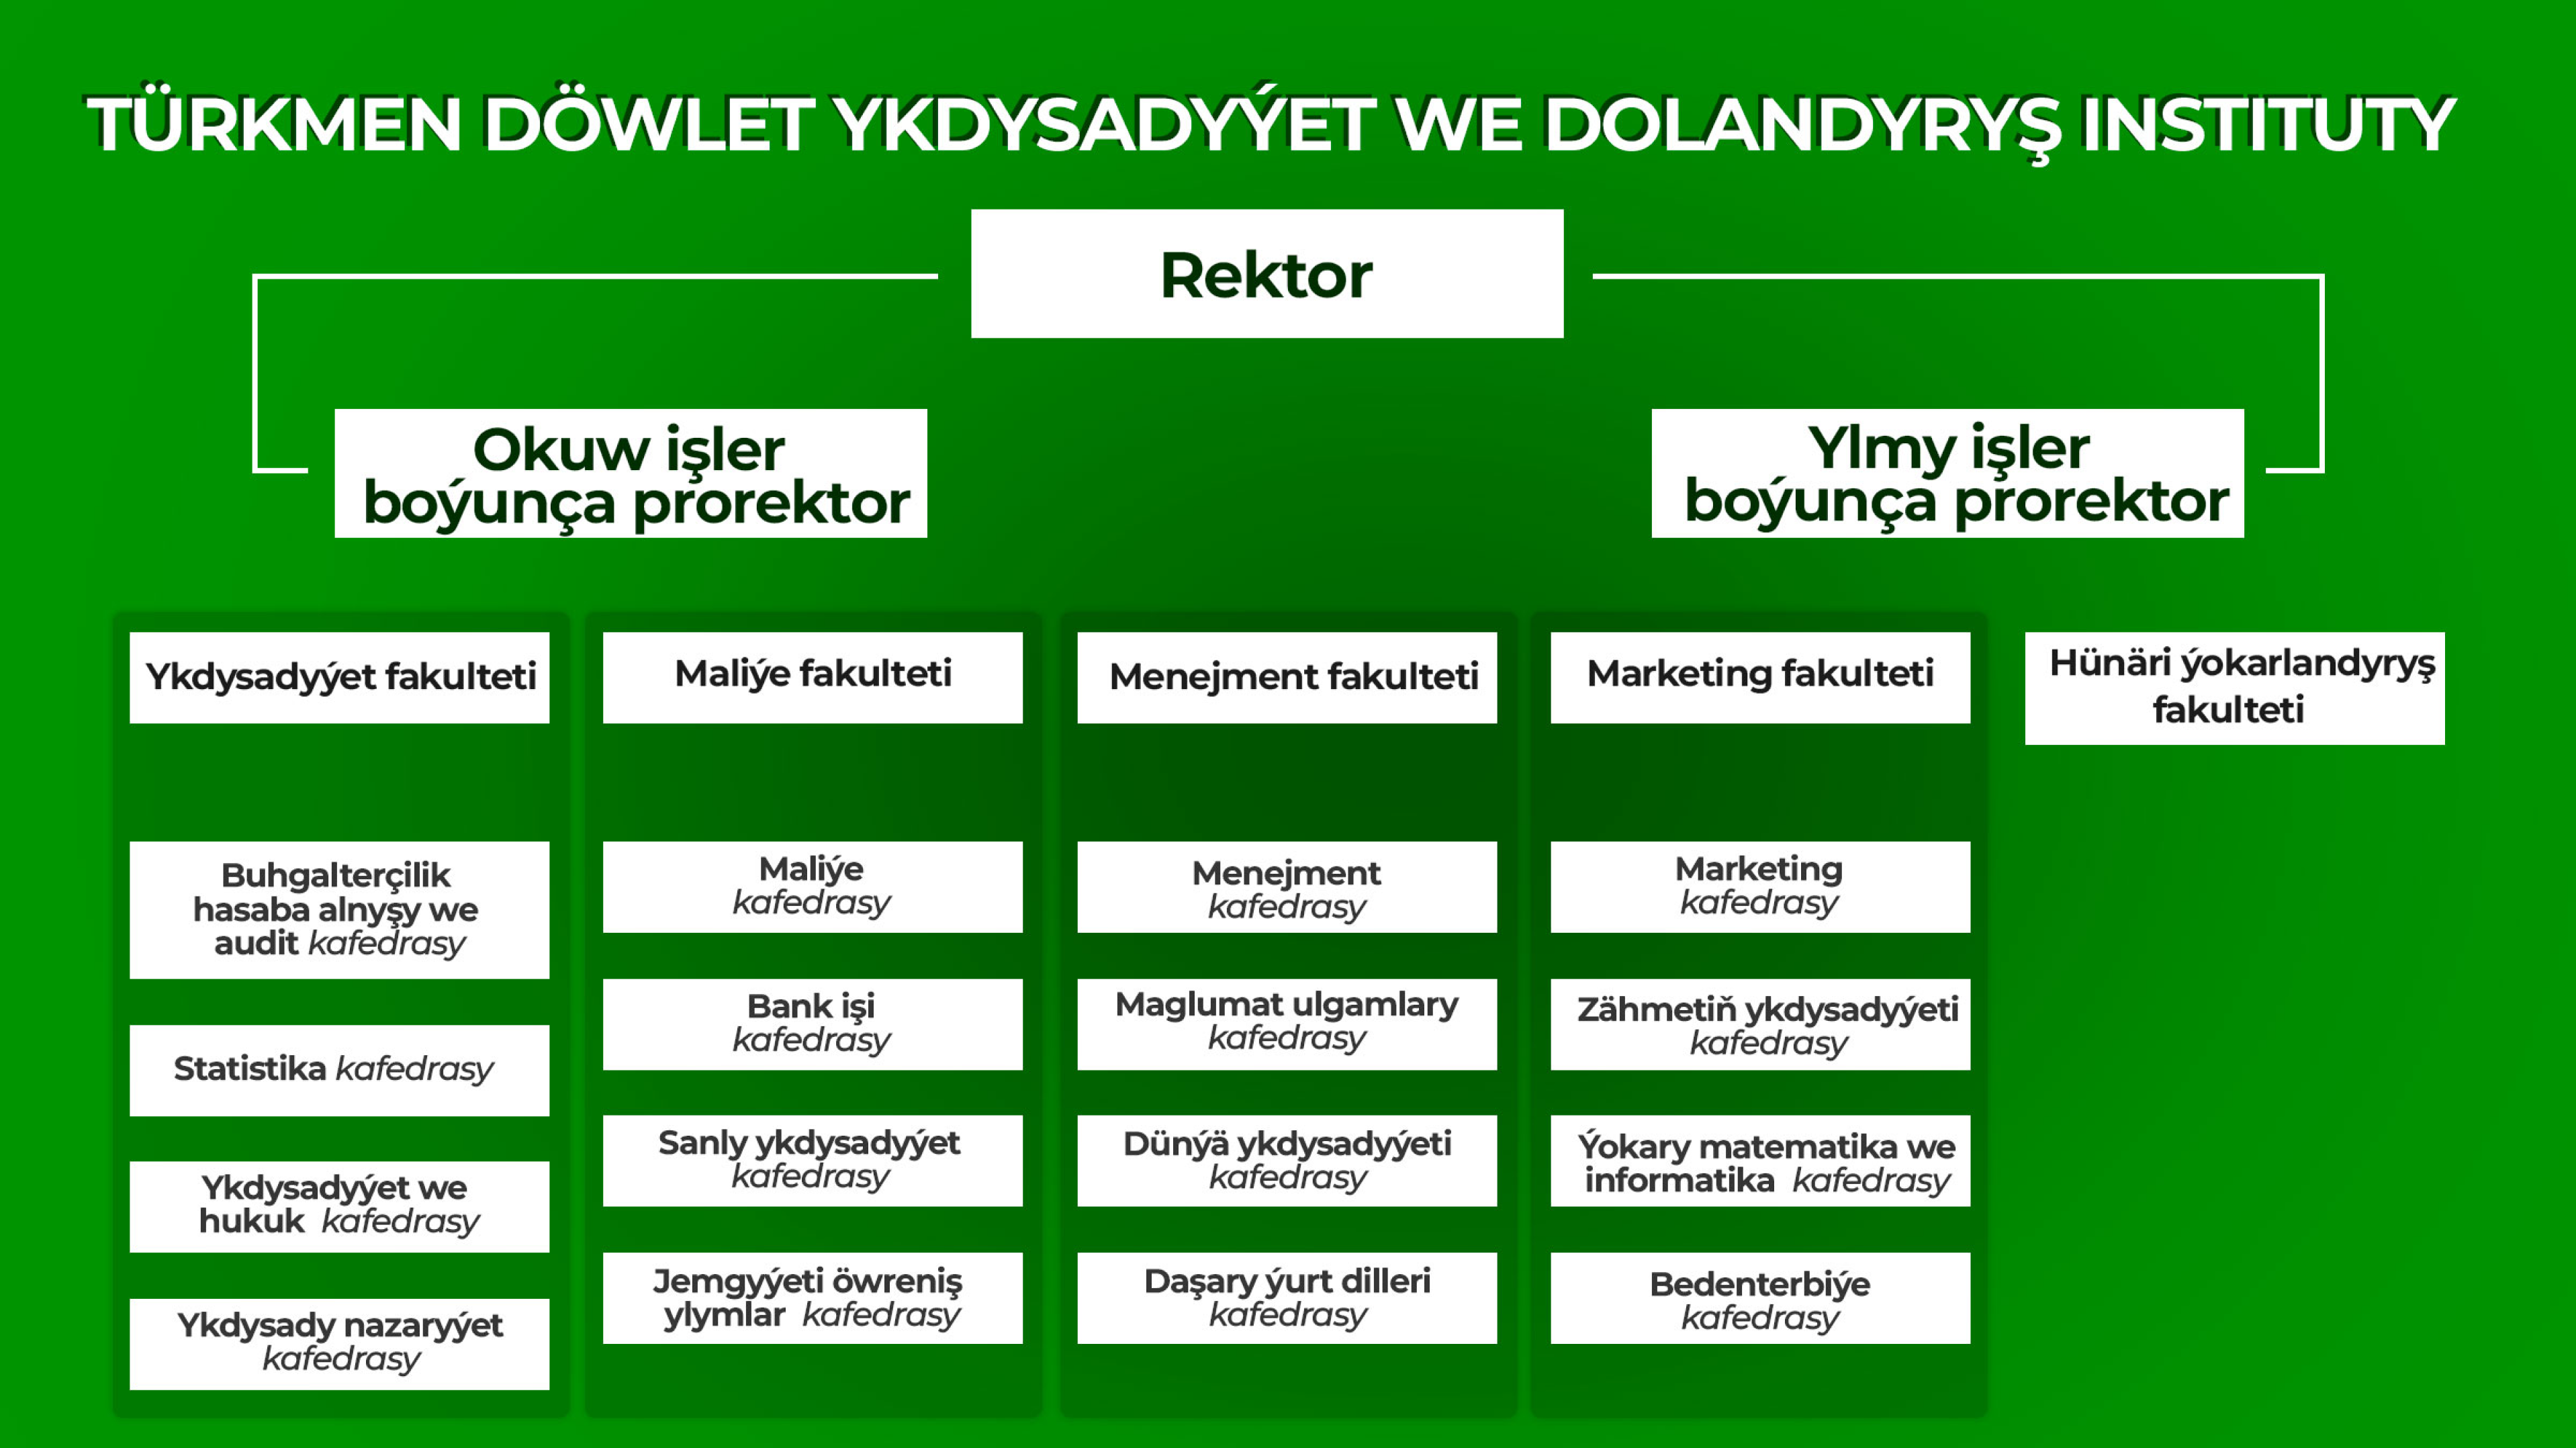 TÜRKMEN DÖWLET YKDYSADYÝET WE DOLANDYRYŞ INSTITUTY
Rektor
Okuw işler
boýunça prorektor
Ylmy işler
boýunça prorektor
Ykdysadyýet fakulteti
Buhgalterçilik
hasaba alnyşy we
audit kafedrasy
Statistika kafedrasy
Ykdysadyýet we
hukuk kafedrasy
Ykdysady nazaryýet
kafedrasy
Maliýe fakulteti
Maliýe
kafedrasy
Bank işi
kafedrasy
Sanly ykdysadyýet
kafedrasy
Jemgyýeti öwreniş
ylymlar kafedrasy
Menejment fakulteti
Menejment
kafedrasy
Maglumat ulgamlary
kafedrasy
Dünýä ykdysadyýeti
kafedrasy
Daşary ýurt dilleri
kafedrasy
Marketing fakulteti
Marketing
kafedrasy
Zähmetiň ykdysadyýeti
kafedrasy
Ýokary matematika we
informatika kafedrasy
Bedenterbiýe
kafedrasy
Hünäri ýokarlandyryş
fakulteti